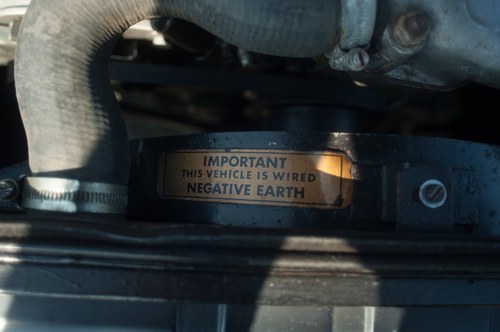 IMPORTANT
THIS VEHICLE IS WIRED
NEGATIVE EARTH